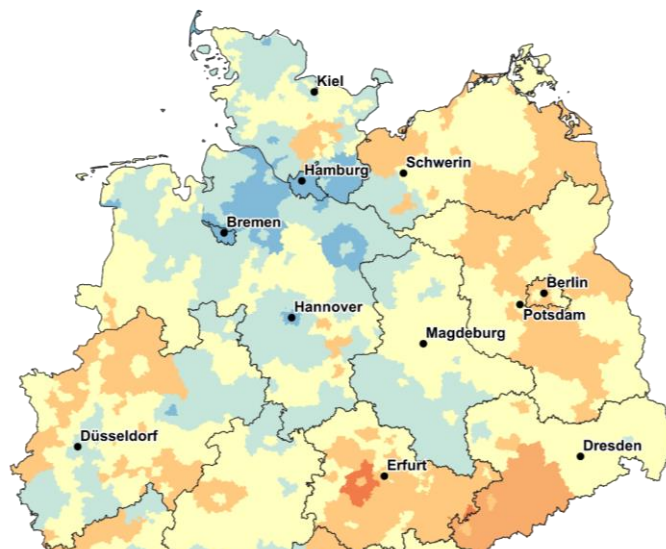 Kiel
Schwerin
Hamburg
Bremen
Berlin
Hannover
Potsdam
Magdeburg
Düsseldorf
Dresden
Erfurt